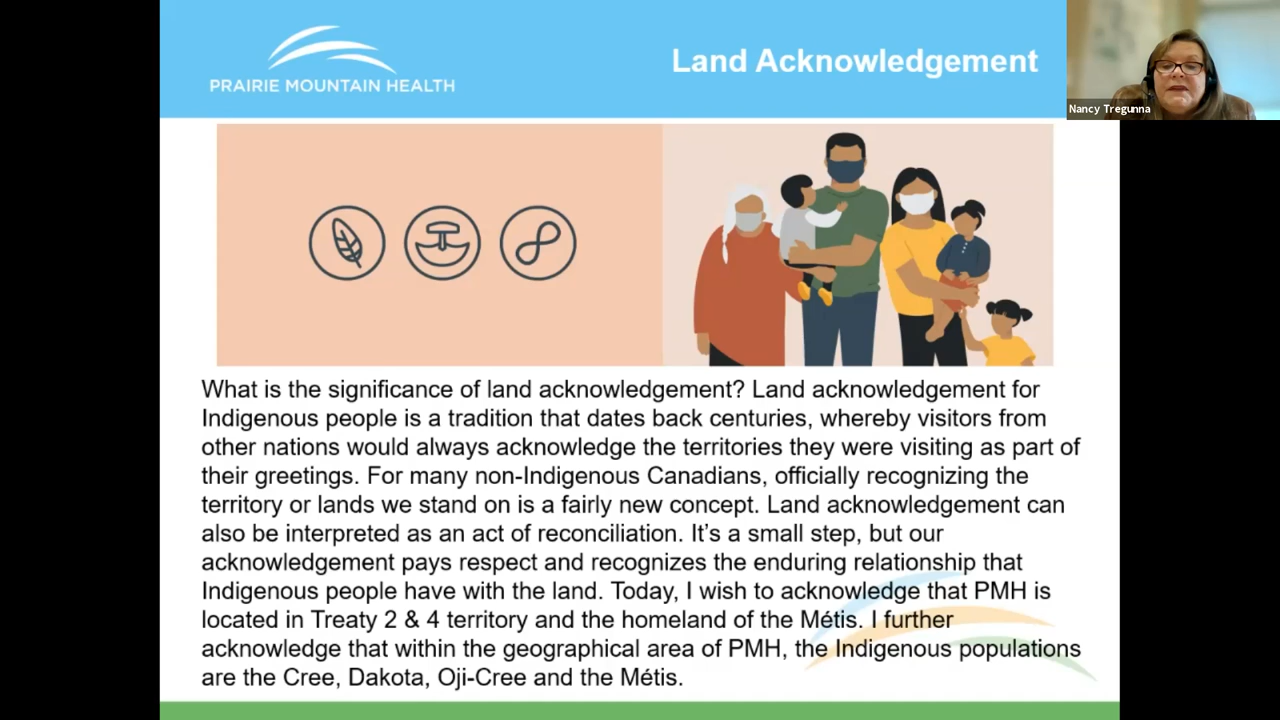 PRAIRIE MOUNTAIN HEALTH
Land Acknowledgement
Nancy Tregunna
What is the significance of land acknowledgement? Land acknowledgement for
Indigenous people is a tradition that dates back centuries, whereby visitors from
other nations would always acknowledge the territories they were visiting as part of
their greetings. For many non-Indigenous Canadians, officially recognizing the
territory or lands we stand on is a fairly new concept. Land acknowledgement can
also be interpreted as an act of reconciliation. It’s a small step, but our
acknowledgement pays respect and recognizes the enduring relationship that
Indigenous people have with the land. Today, I wish to acknowledge that PMH is
located in Treaty 2 & 4 territory and the homeland of the Métis. I further
acknowledge that within the geographical area of PMH, the Indigenous populations
are the Cree, Dakota, Oji-Cree and the Métis.